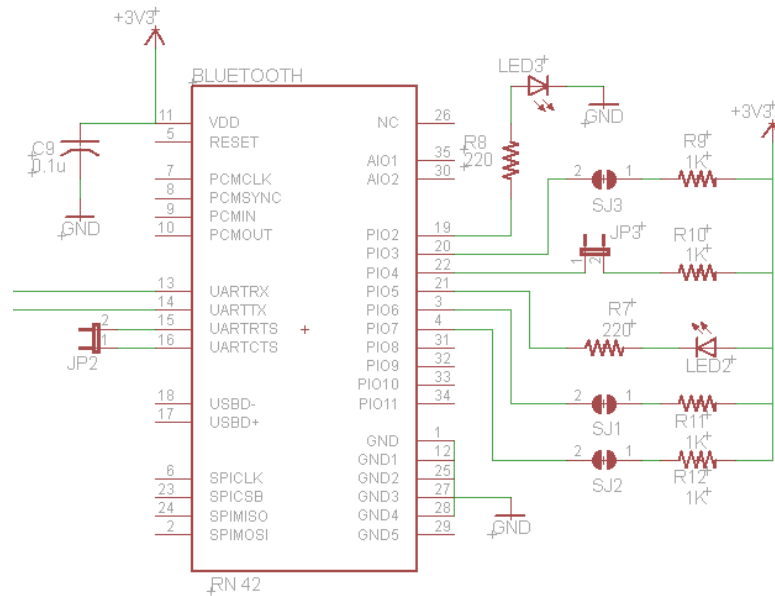 +3V3
BLUETOOTH
LED3
GND
+3V3
C9
0.1u
GND
11 VDD
5 RESET
7 PCMCLK
8 PCMSYNC
9 PCMIN
10 PCMOUT
13 UARTRX
14 UARTTX
15 UARTRTS
16 UARTCTS
2
1
JP2
18 USBD-
17 USBD+
6 SPICLK
23 SPICSB
24 SPIMISO
2 SPIMOSI
NC 26
AIO1 35
AIO2 30
PIO2 19
PIO3 20
PIO4 22
PIO5 21
PIO6 3
PIO7 4
PIO8 31
PIO9 32
PIO10 33
PIO11 34
GND 1
GND1 12
GND2 25
GND3 27
GND4 28
GND5 29
GND
R8
220
2 1
SJ3
R9
1K
JP3
1 2
R10
1K
R7
220
LED2
2 1
SJ1
R11
1K
2 1
SJ2
R12
1K
RN 42